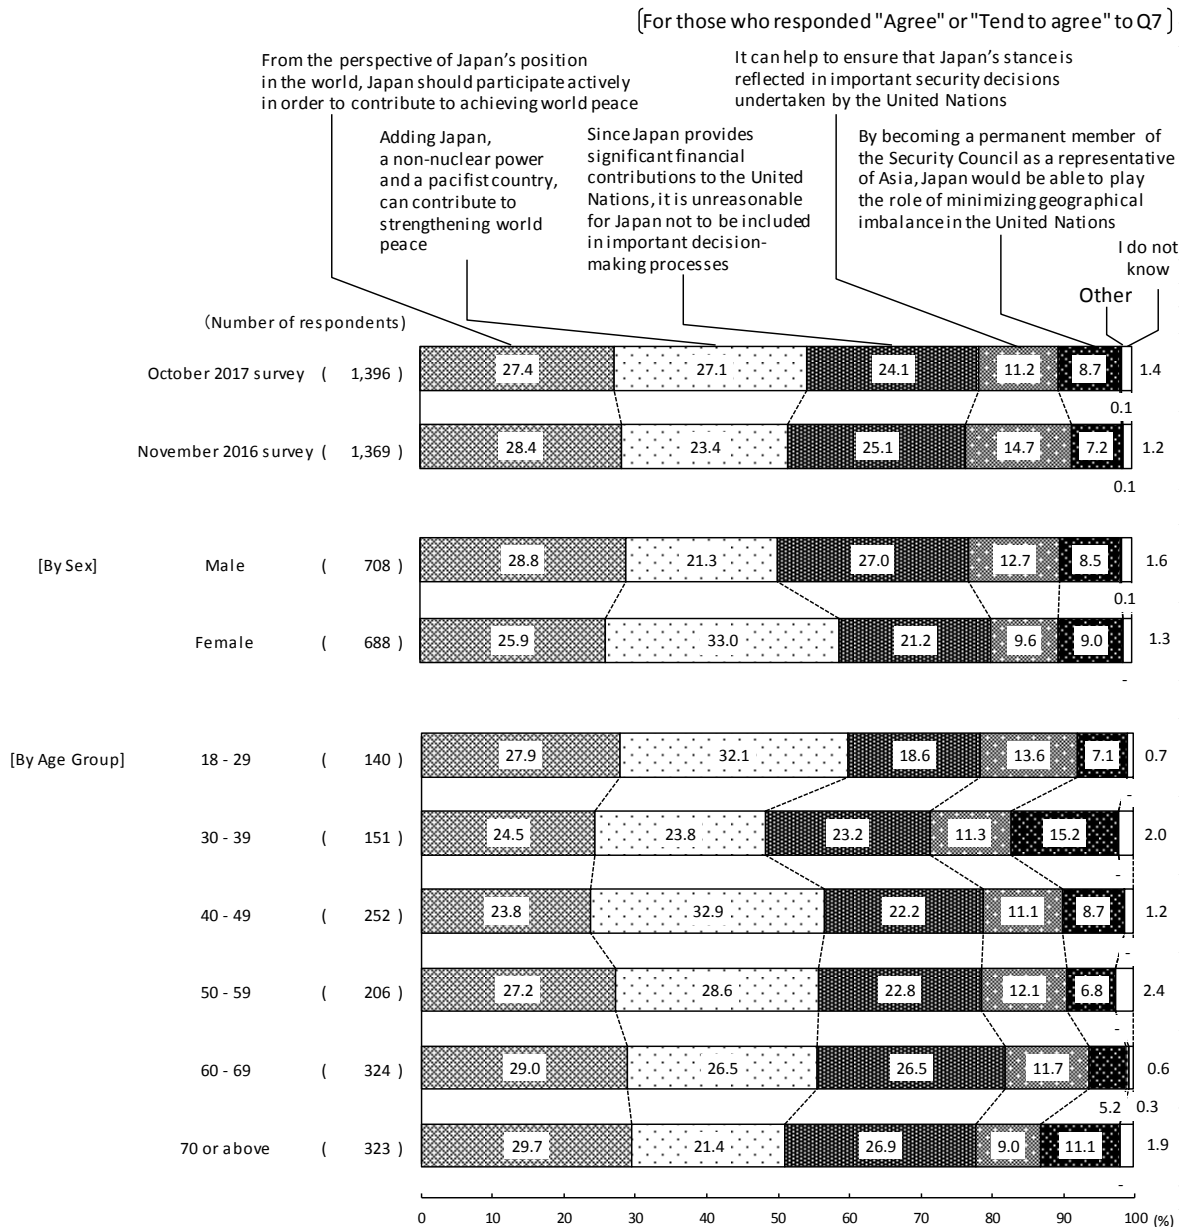 [For those who responded "Agree" or "Tend to agree" to Q7]
From the perspective of Japan's position
in the world, Japan should participate actively
in order to contribute to achieving world peace
It can help to ensure that Japan's stance is
reflected in important security decisions
undertaken by the United Nations
Adding Japan,
a non-nuclear power
and a pacifist country,
can contribute to
strengthening world
peace
Since Japan provides
significant financial
contributions to the United
Nations, it is unreasonable
for Japan not to be included
in important decision-
making processes
By becoming a permanent member of
the Security Council as a representative
of Asia, Japan would be able to play
the role of minimizing geographical
imbalance in the United Nations
I do not
know
Other
(Number of respondents)
October 2017 survey ( 1,396 ) 27.4 27.1 24.1 11.2 8.7 1.4
0.1
November 2016 survey ( 1,369 ) 28.4 23.4 25.1 14.7 7.2 1.2
0.1
[By Sex] Male ( 708 ) 28.8 21.3 27.0 12.7 8.5 1.6
0.1
Female ( 688 ) 25.9 33.0 21.2 9.6 9.0 1.3
-
[By Age Group] 18 - 29 ( 140 ) 27.9 32.1 18.6 13.6 7.1 0.7
-
30 - 39 ( 151 ) 24.5 23.8 23.2 11.3 15.2 2.0
-
40 - 49 ( 252 ) 23.8 32.9 22.2 11.1 8.7 1.2
-
50 - 59 ( 206 ) 27.2 28.6 22.8 12.1 6.8 2.4
-
60 - 69 ( 324 ) 29.0 26.5 26.5 11.7 0.6
5.2 0.3
70 or above ( 323 ) 29.7 21.4 26.9 9.0 11.1 1.9
-
0 10 20 30 40 50 60 70 80 90 100 (%)